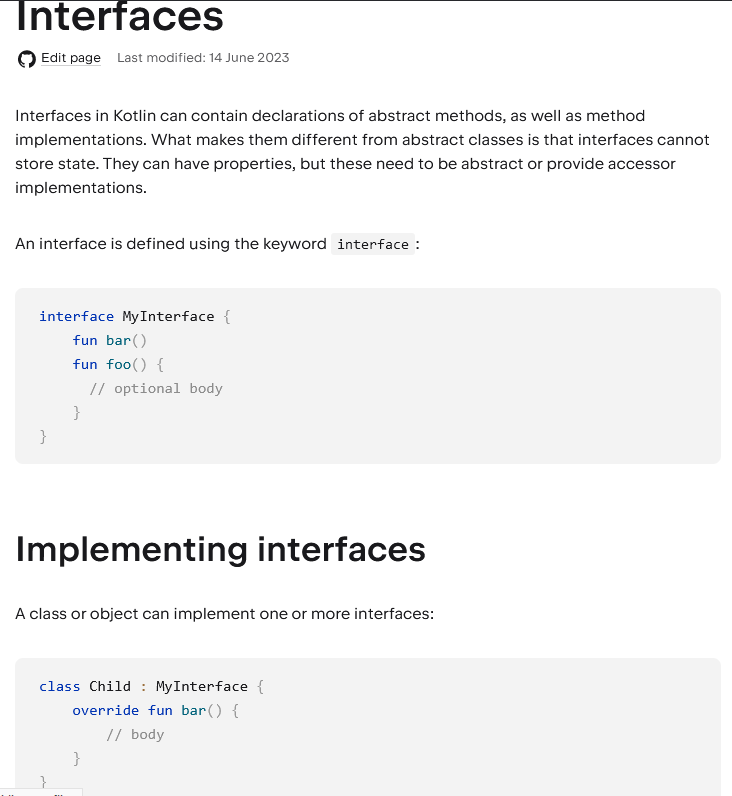 Interfaces
Edit page Last modified: 14 June 2023
Interfaces in Kotlin can contain declarations of abstract methods, as well as method
implementations. What makes them different from abstract classes is that interfaces cannot
store state. They can have properties, but these need to be abstract or provide accessor
implementations.
An interface is defined using the keyword interface :
interface MyInterface {
    fun bar()
    fun foo() {
      // optional body
    }
}
Implementing interfaces
A class or object can implement one or more interfaces:
class Child : MyInterface {
    override fun bar() {
        // body
    }
}